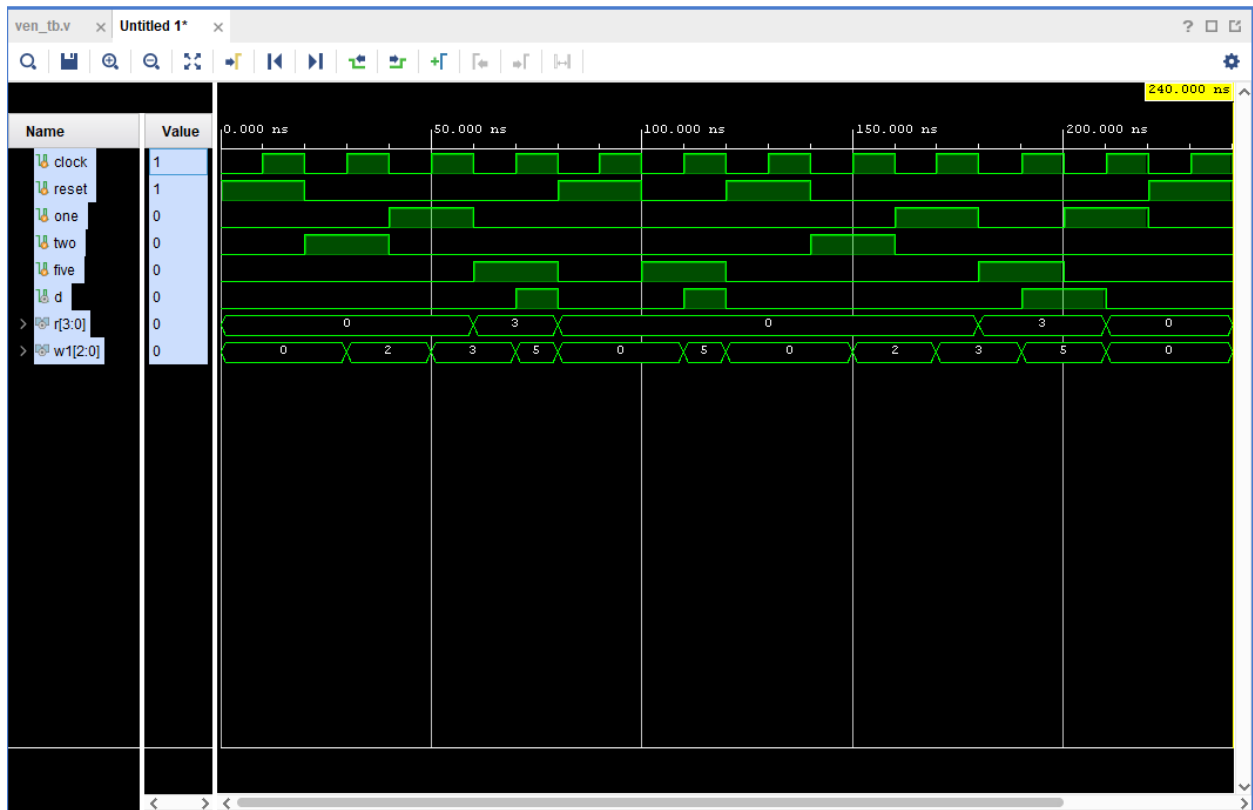 ven_tb.v × Untitled 1* ×
240.000 ns
Name Value 0.000 ns 50.000 ns 100.000 ns 150.000 ns 200.000 ns
clock 1
reset 1
one 0
two 0
five 0
d 0
r[3:0] 0 0 3 0 3 0
w1[2:0] 0 0 2 3 5 0 5 0 2 3 5 0